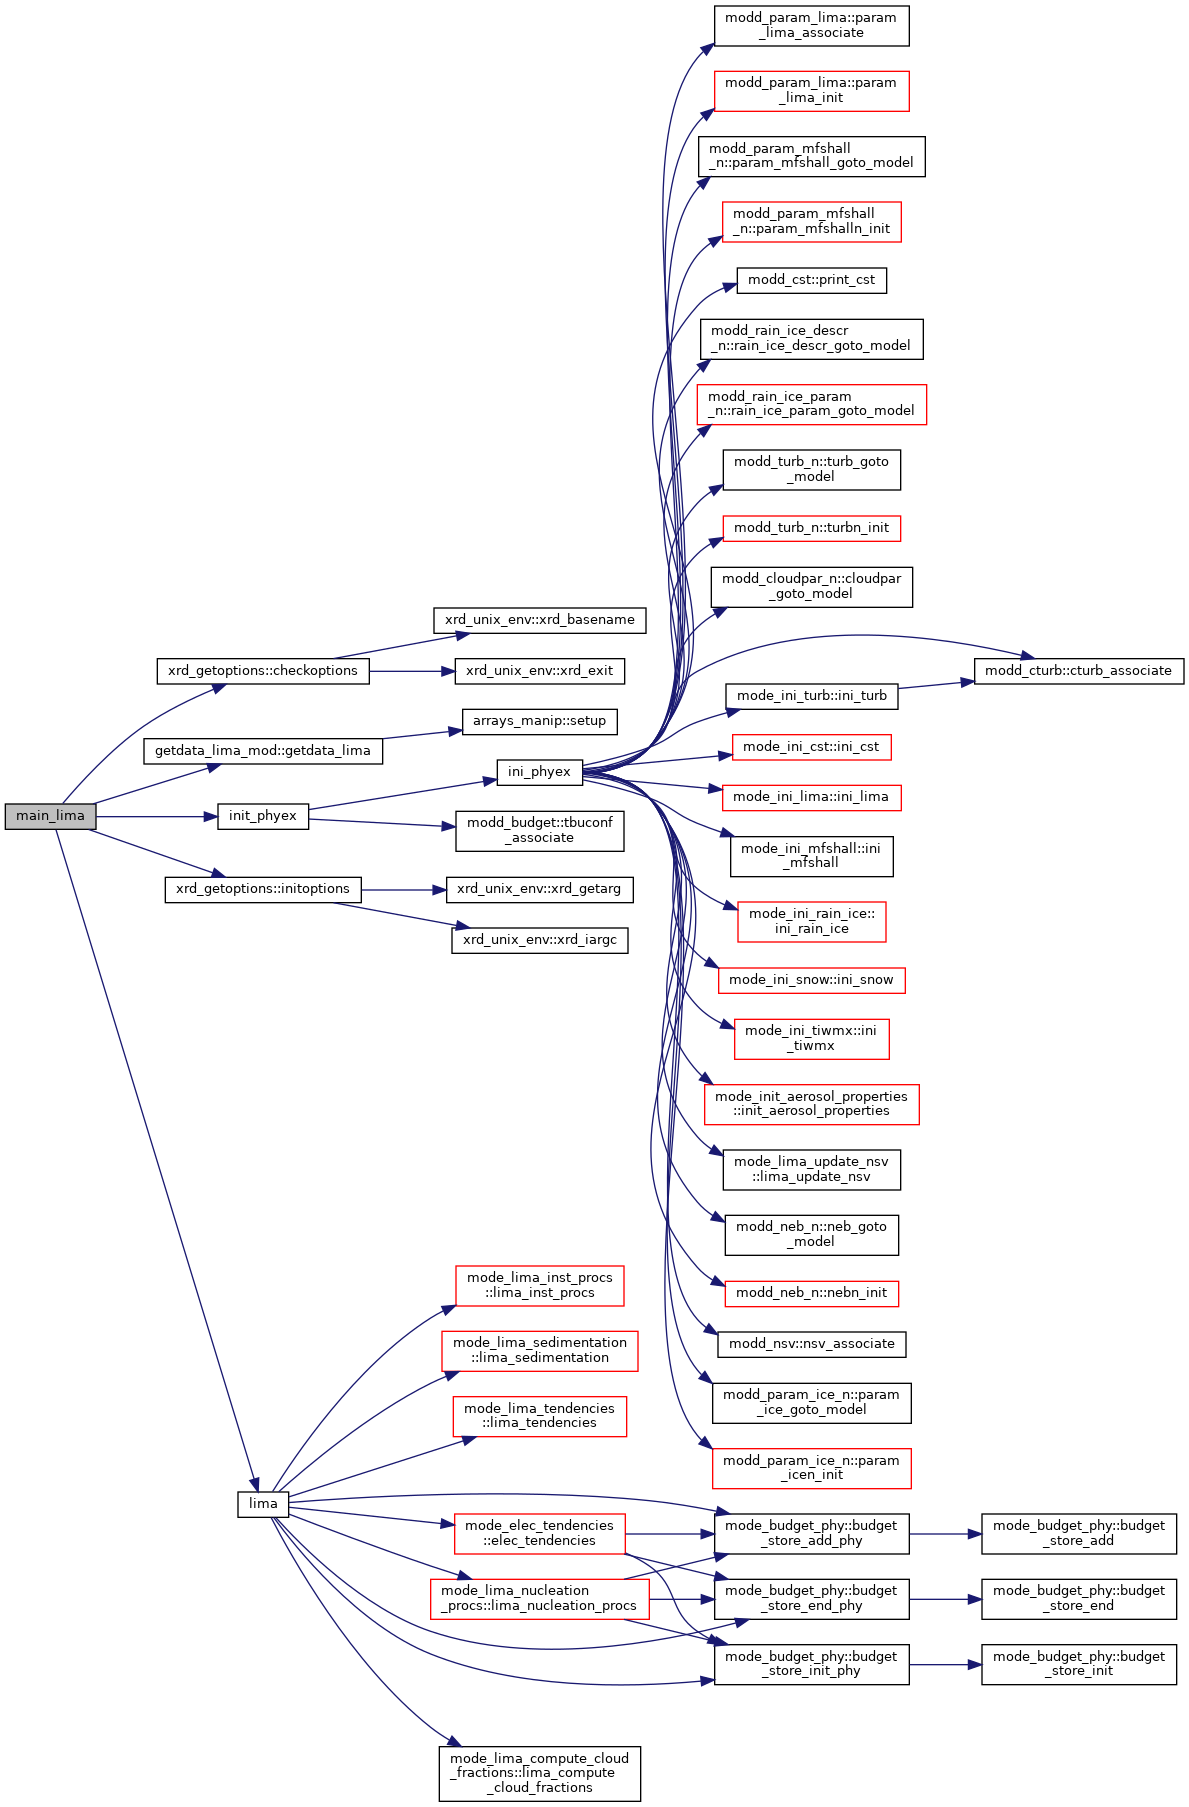 main_lima
xrd_getoptions::checkoptions
getdata_lima_mod::getdata_lima
init_phyex
xrd_getoptions::initoptions
lima
xrd_unix_env::xrd_basename
xrd_unix_env::xrd_exit
arrays_manip::setup
ini_phyex
modd_budget::tbuconf
_associate
xrd_unix_env::xrd_getarg
xrd_unix_env::xrd_iargc
mode_lima_inst_procs
::lima_inst_procs
mode_lima_sedimentation
::lima_sedimentation
mode_lima_tendencies
::lima_tendencies
mode_elec_tendencies
::elec_tendencies
mode_lima_nucleation
_procs::lima_nucleation_procs
mode_lima_compute_cloud
_fractions::lima_compute
_cloud_fractions
modd_param_lima::param
_lima_associate
modd_param_lima::param
_lima_init
modd_param_mfshall
_n::param_mfshall_goto_model
modd_param_mfshall
_n::param_mfshalln_init
modd_cst::print_cst
modd_rain_ice_descr
_n::rain_ice_descr_goto_model
modd_rain_ice_param
_n::rain_ice_param_goto_model
modd_turb_n::turb_goto
_model
modd_turb_n::turbn_init
modd_cloudpar_n::cloudpar
_goto_model
mode_ini_turb::ini_turb
mode_ini_cst::ini_cst
mode_ini_lima::ini_lima
mode_ini_mfshall::ini
_mfshall
mode_ini_rain_ice::
ini_rain_ice
mode_ini_snow::ini_snow
mode_ini_tiwmx::ini
_tiwmx
mode_init_aerosol_properties
::init_aerosol_properties
mode_lima_update_nsv
::lima_update_nsv
modd_neb_n::neb_goto
_model
modd_neb_n::nebn_init
modd_nsv::nsv_associate
modd_param_ice_n::param
_ice_goto_model
modd_param_ice_n::param
_icen_init
mode_budget_phy::budget
_store_add_phy
mode_budget_phy::budget
_store_end_phy
mode_budget_phy::budget
_store_init_phy
modd_cturb::cturb_associate
mode_budget_phy::budget
_store_add
mode_budget_phy::budget
_store_end
mode_budget_phy::budget
_store_init